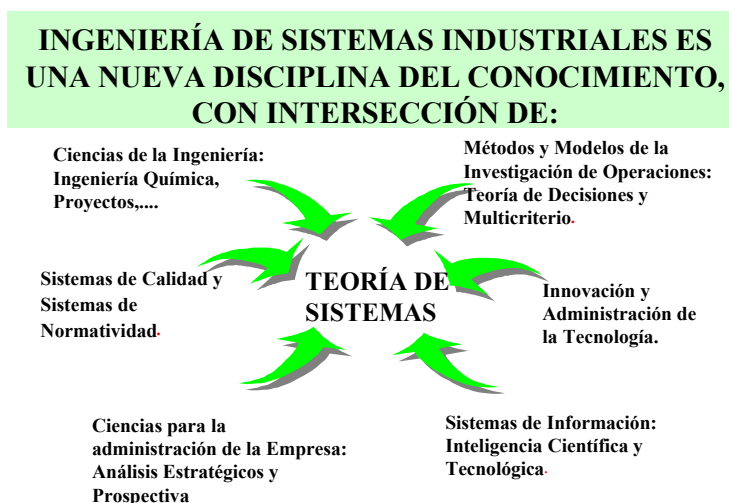 INGENIERÍA DE SISTEMAS INDUSTRIALES ES
UNA NUEVA DISCIPLINA DEL CONOCIMIENTO,
CON INTERSECCIÓN DE:
Ciencias de la Ingeniería:
Ingeniería Química,
Proyectos,....
Métodos y Modelos de la
Investigación de Operaciones:
Teoría de Decisiones y
Multicriterio.
Sistemas de Calidad y
Sistemas de
Normatividad.
TEORÍA DE
SISTEMAS
Innovación y
Administración de
la Tecnología.
Ciencias para la
administración de la Empresa:
Análisis Estratégicos y
Prospectiva
Sistemas de Información:
Inteligencia Científica y
Tecnológica.